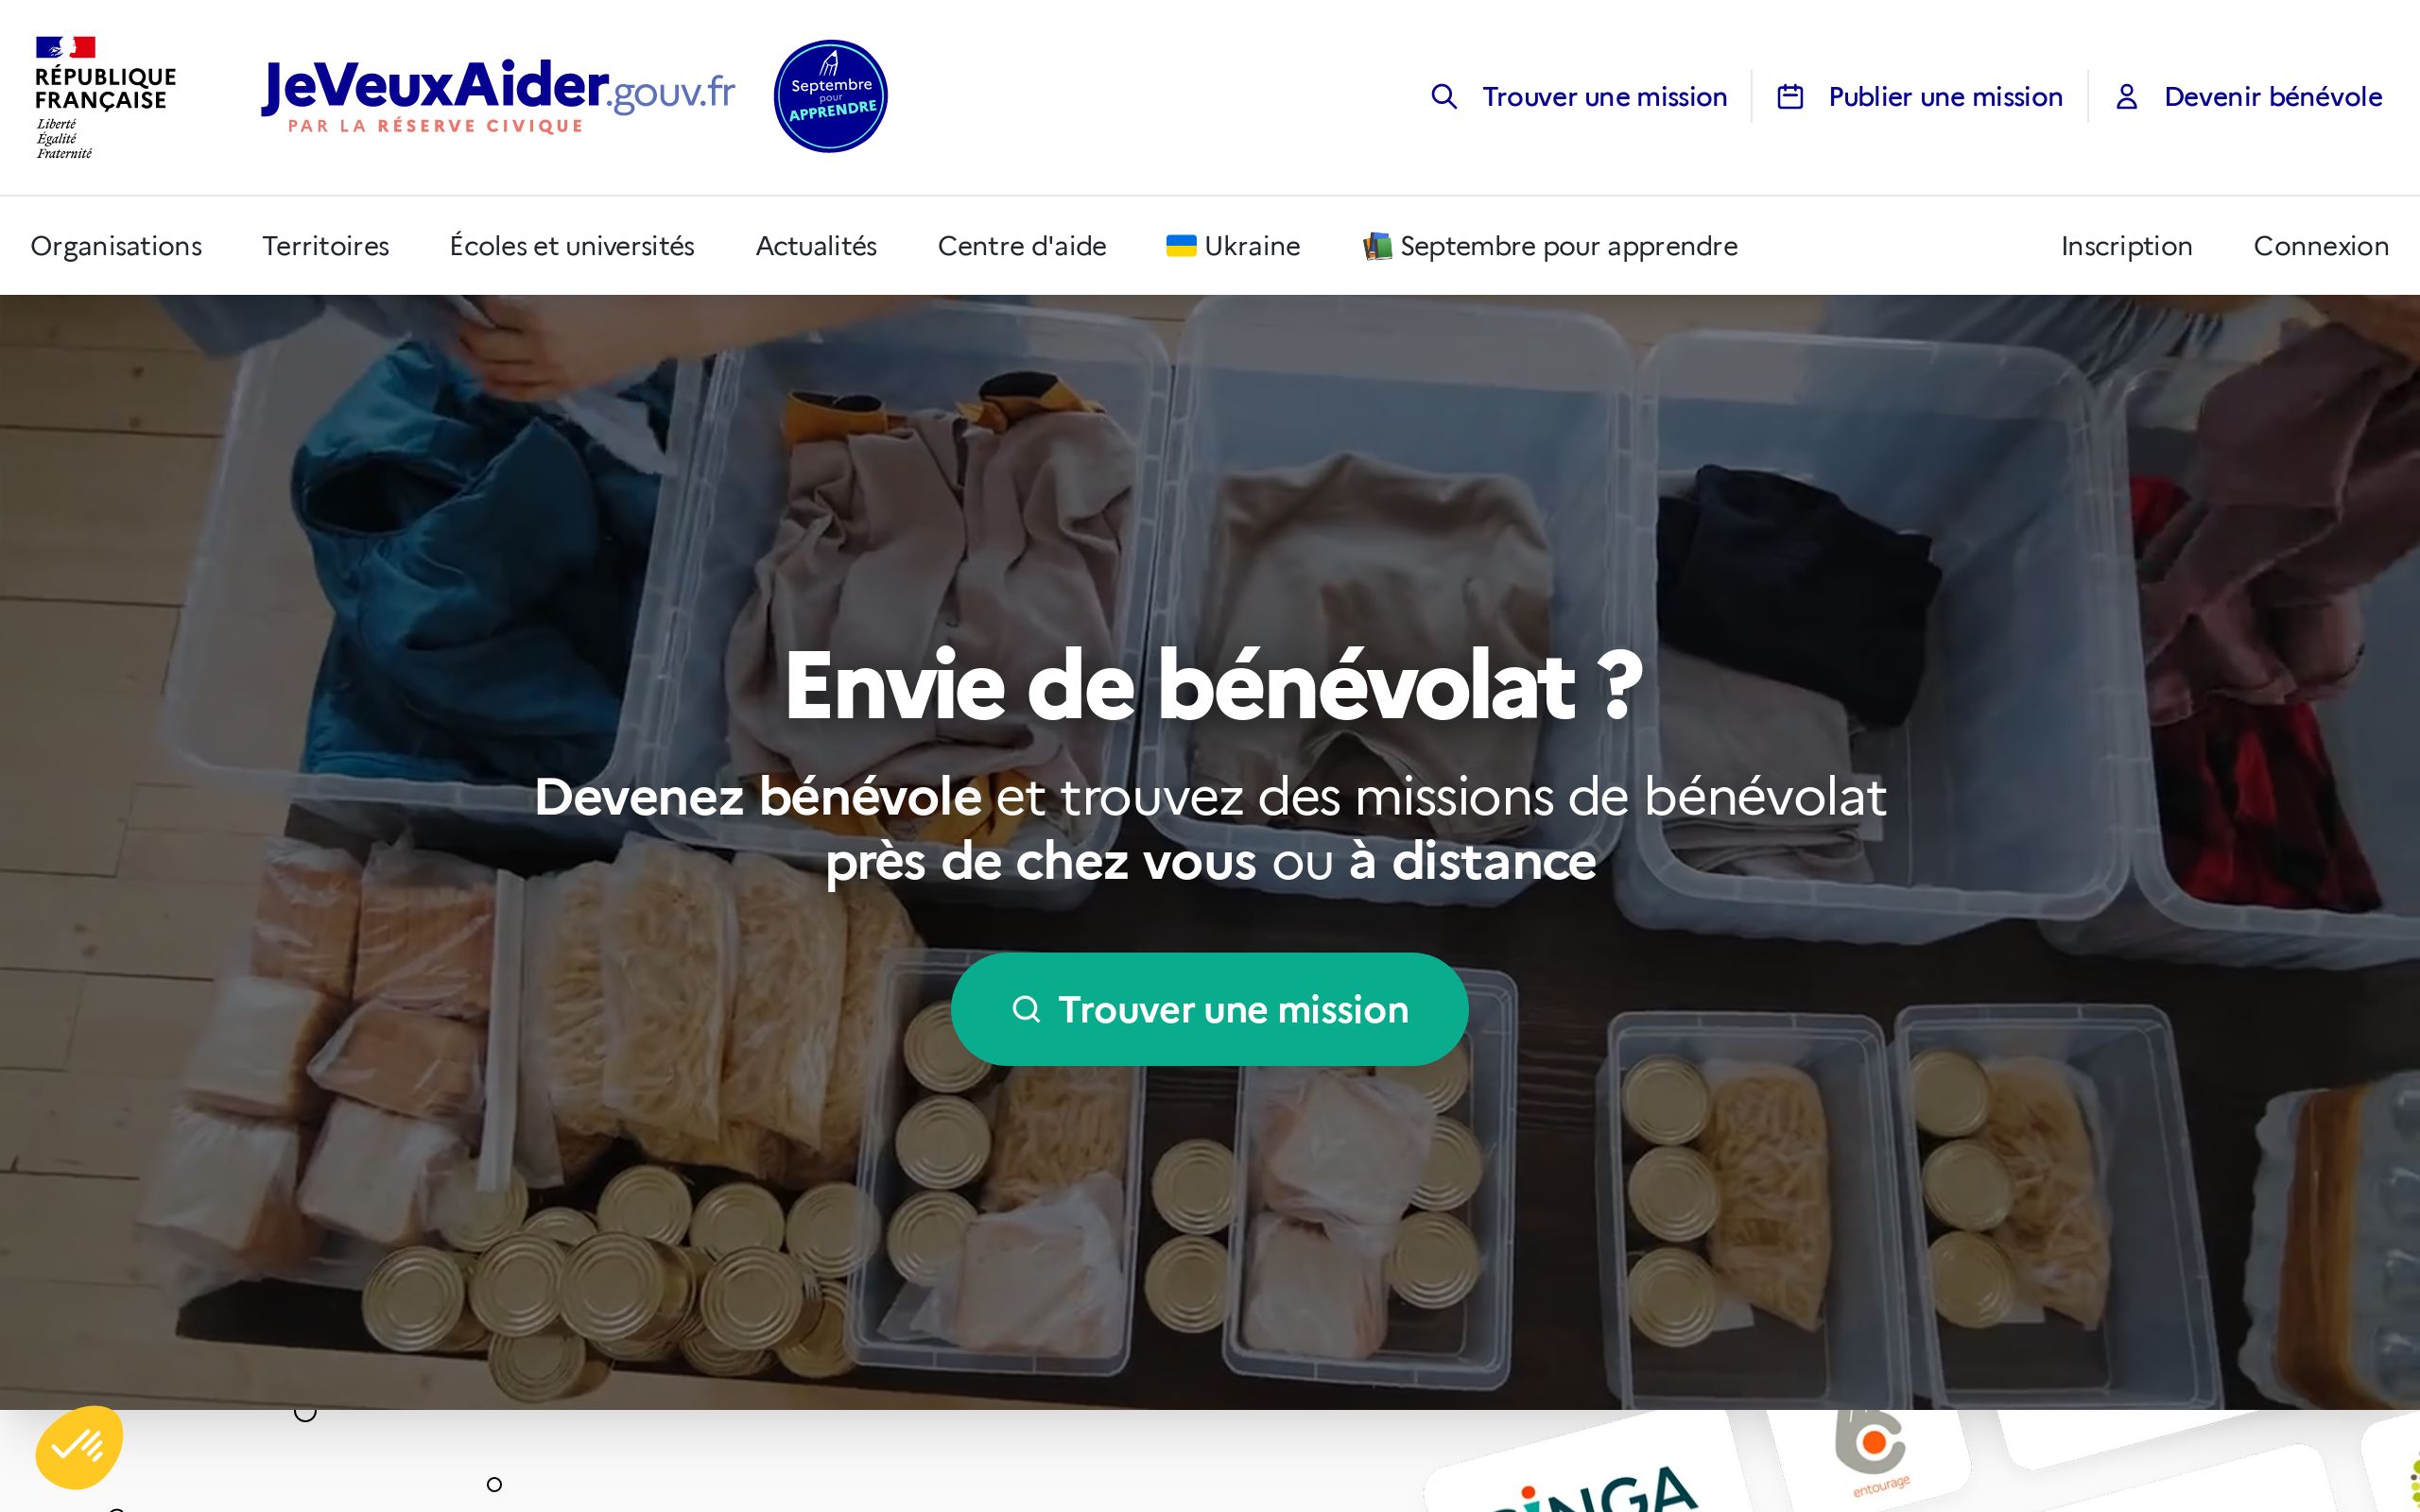 RÉPUBLIQUE
FRANÇAISE
Liberté
Égalité
Fraternité
JeVeuxAider.gouv.fr
PAR LA RÉSERVE CIVIQUE
Septembre
pour
APPRENDRE
Trouver une mission
Publier une mission
Devenir bénévole
Organisations
Territoires
Écoles et universités
Actualités
Centre d'aide
Ukraine
Septembre pour apprendre
Inscription
Connexion
Envie de bénévolat ?
Devenez bénévole et trouvez des missions de bénévolat
près de chez vous ou à distance
Trouver une mission
entourage